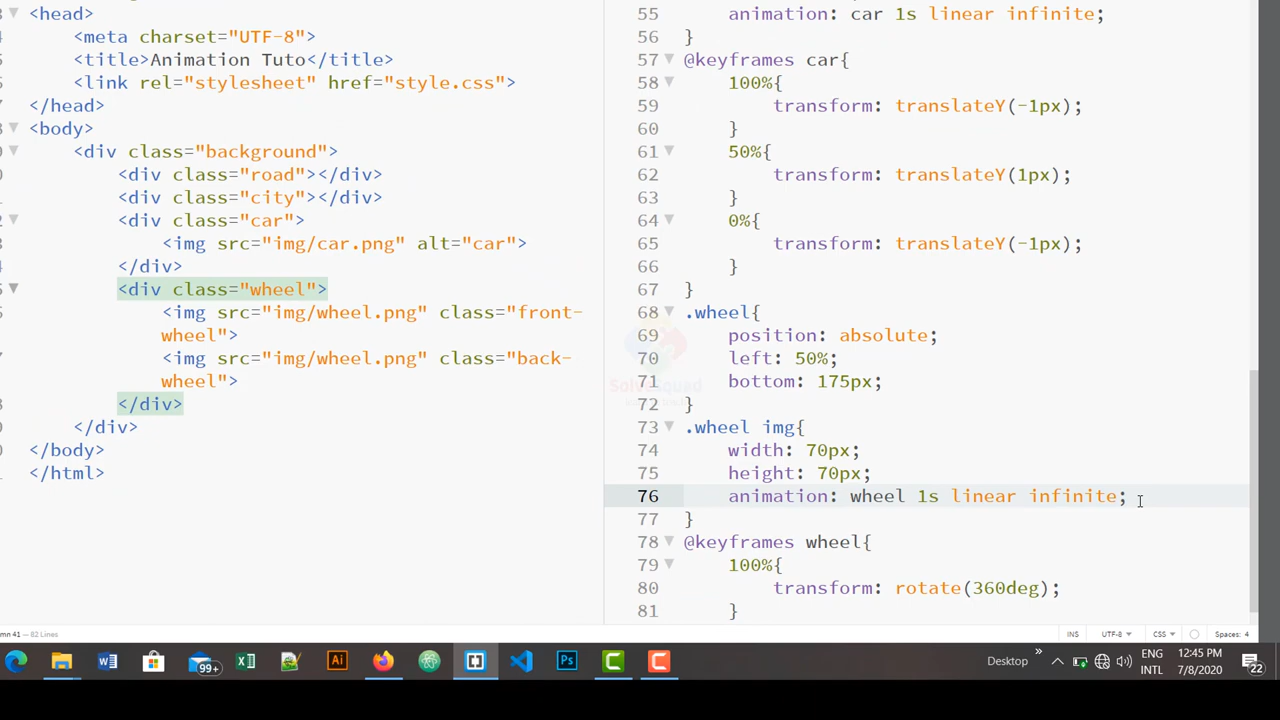 <head>
<meta charset="UTF-8">
<title>Animation Tuto</title>
<link rel="stylesheet" href="style.css">
</head>
<body>
<div class="background">
<div class="road"></div>
<div class="city"></div>
<div class="car">
<img src="img/car.png" alt="car">
</div>
<div class="wheel">
<img src="img/wheel.png" class="front-
wheel">
<img src="img/wheel.png" class="back-
wheel">
</div>
</div>
</body>
</html>
55 animation: car 1s linear infinite;
56 }
57 @keyframes car{
58 100%{
59 transform: translateY(-1px);
60 }
61 50%{
62 transform: translateY(1px);
63 }
64 0%{
65 transform: translateY(-1px);
66 }
67 }
68 .wheel{
69 position: absolute;
70 left: 50%;
71 bottom: 175px;
72 }
73 .wheel img{
74 width: 70px;
75 height: 70px;
76 animation: wheel 1s linear infinite;
77 }
78 @keyframes wheel{
79 100%{
80 transform: rotate(360deg);
81 }
SolveSquad
mn 41 — 82 Lines
INS UTF-8 CSS Spaces: 4
99+
Desktop
ENG
INTL
12:45 PM
7/8/2020
22